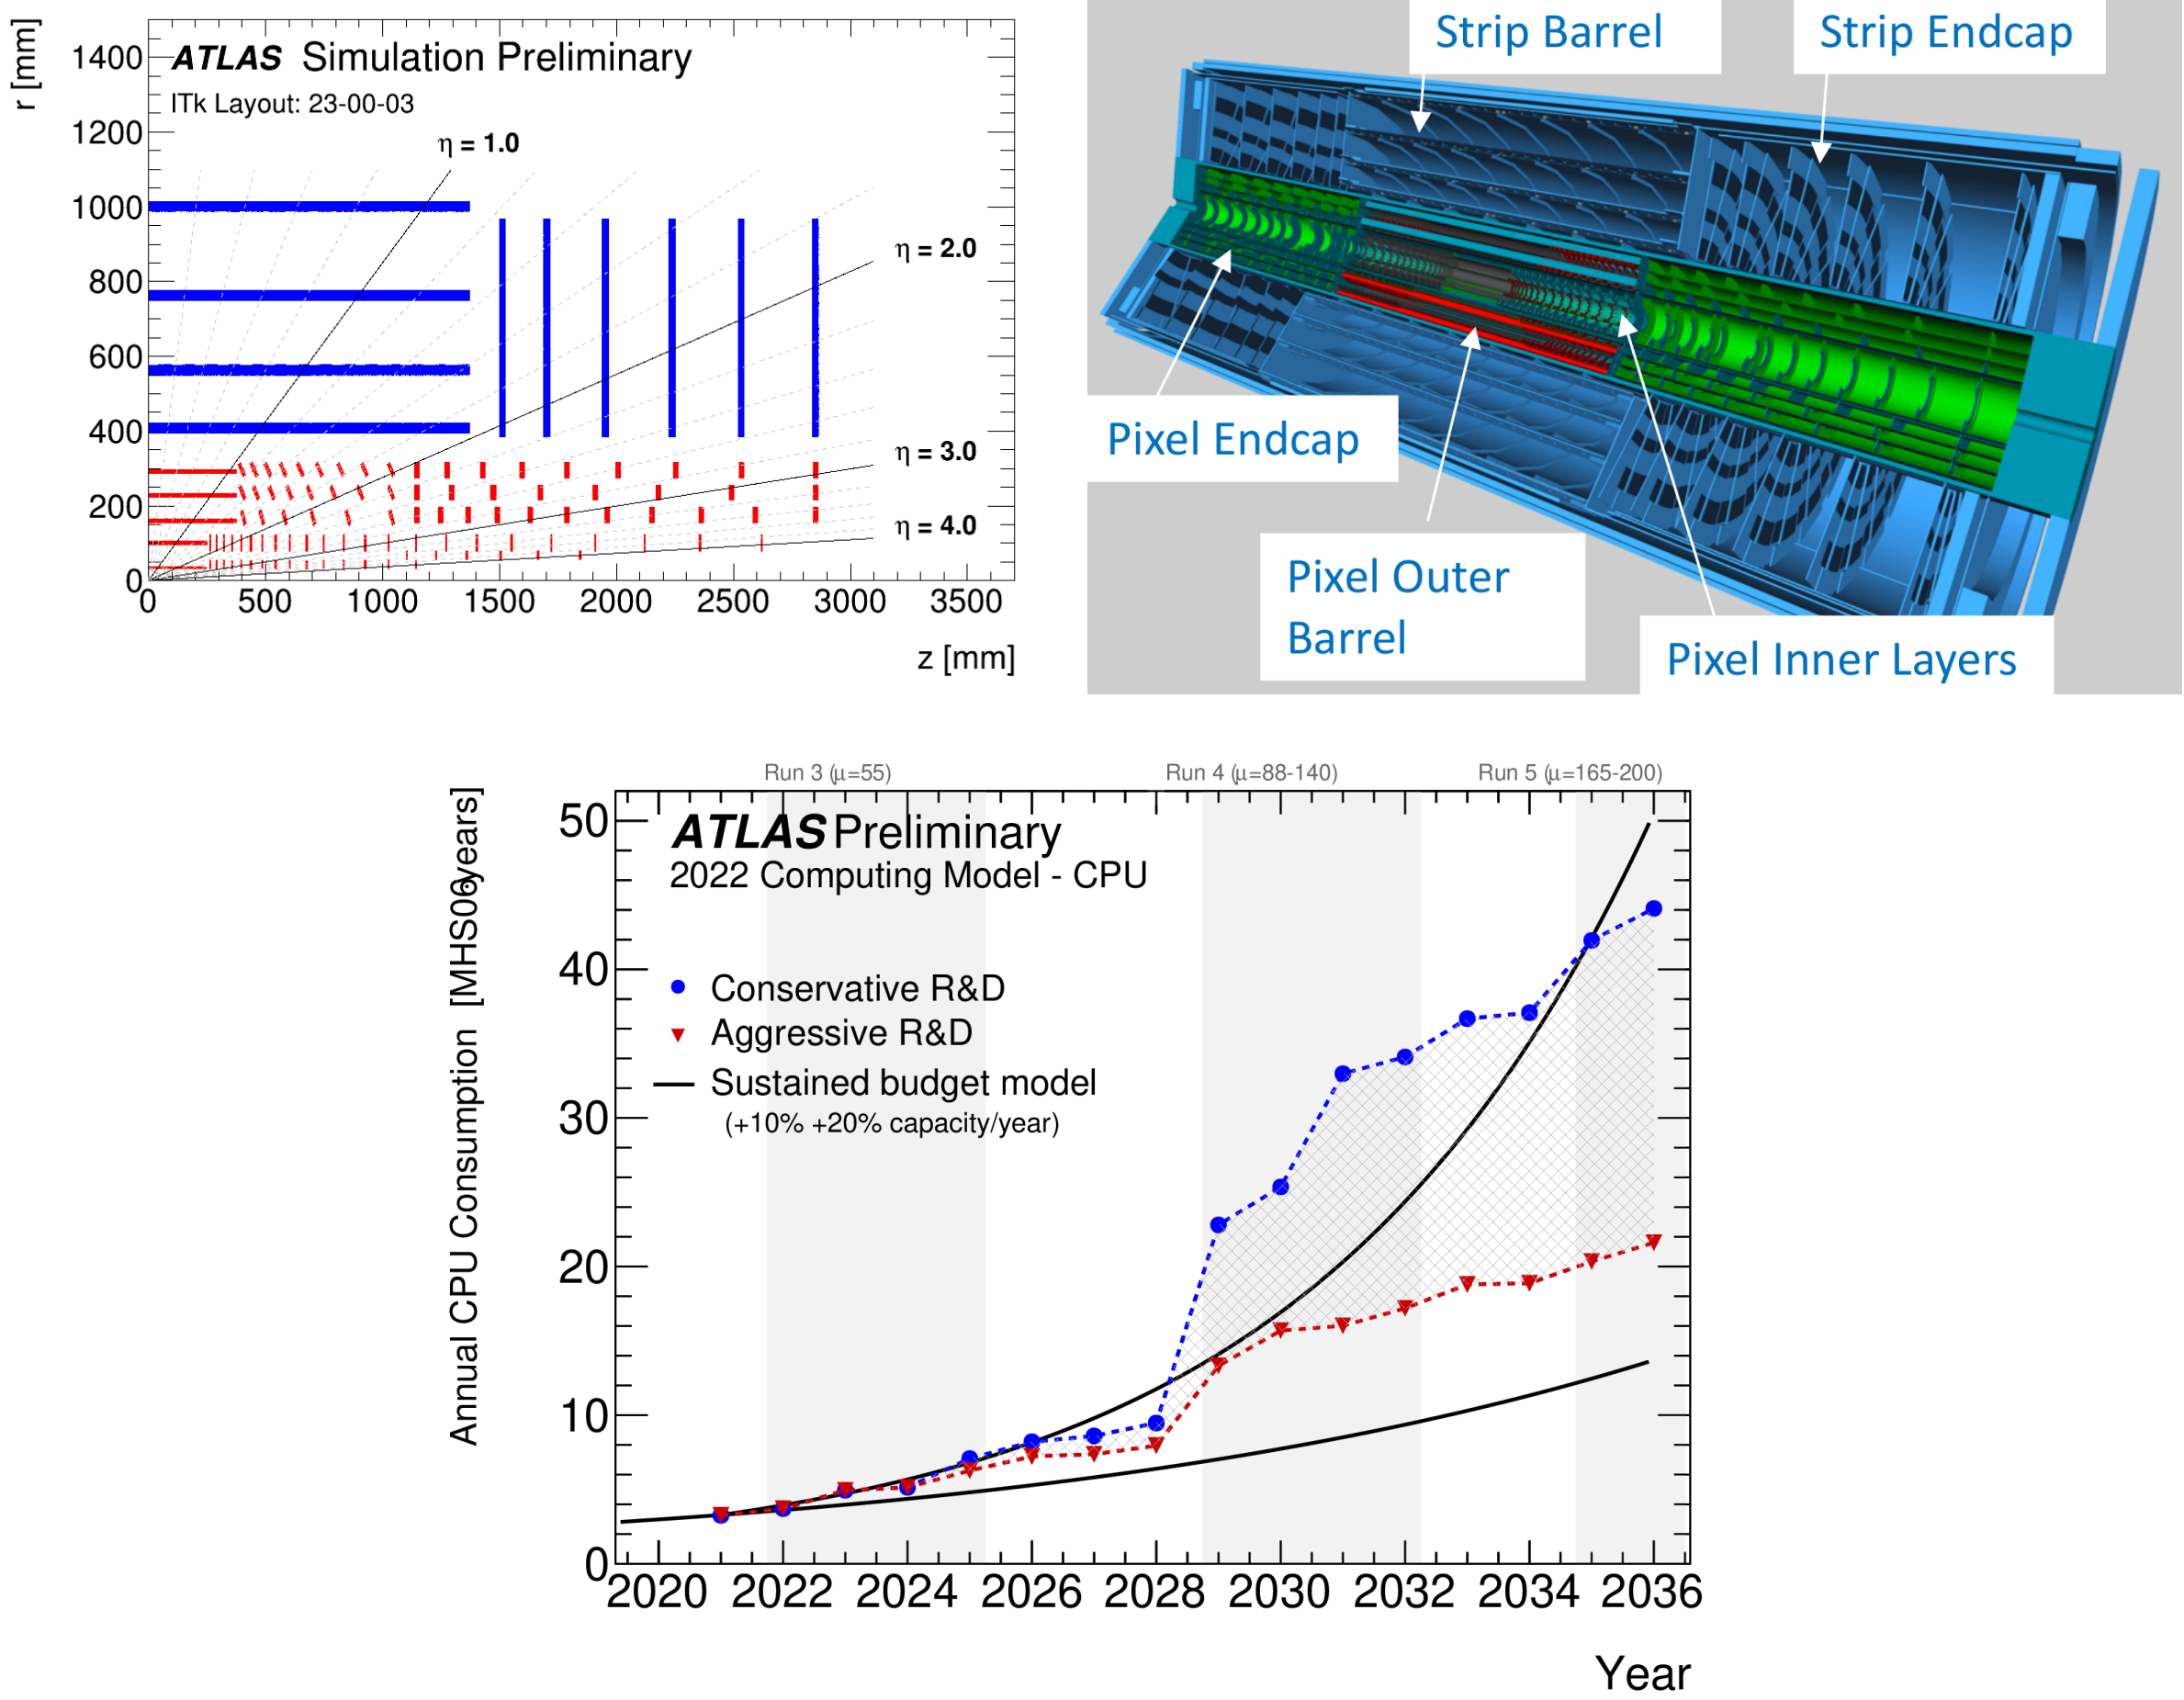 r [mm]
1400
1200
1000
800
600
400
200
0
ATLAS Simulation Preliminary
ITk Layout: 23-00-03
η = 1.0
η = 2.0
η = 3.0
η = 4.0
0 500 1000 1500 2000 2500 3000 3500
z [mm]
Strip Barrel
Strip Endcap
Pixel Endcap
Pixel Outer
Barrel
Pixel Inner Layers
Run 3 (μ=55)
Run 4 (μ=88-140)
Run 5 (μ=165-200)
Annual CPU Consumption [MHS06years]
50
40
30
20
10
0
ATLAS Preliminary
2022 Computing Model - CPU
Conservative R&D
Aggressive R&D
Sustained budget model
(+10% +20% capacity/year)
2020 2022 2024 2026 2028 2030 2032 2034 2036
Year